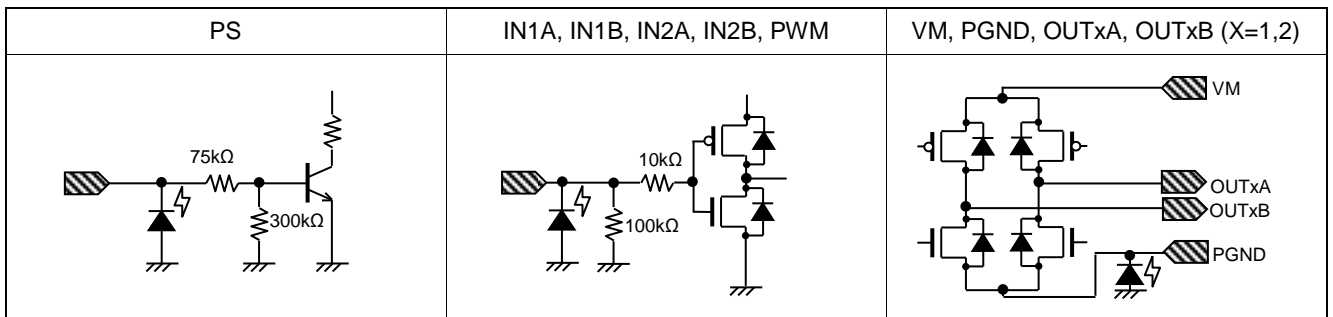 PS
IN1A, IN1B, IN2A, IN2B, PWM
VM, PGND, OUTxA, OUTxB (X=1,2)
75kΩ
300kΩ
10kΩ
100kΩ
VM
OUTxA
OUTxB
PGND